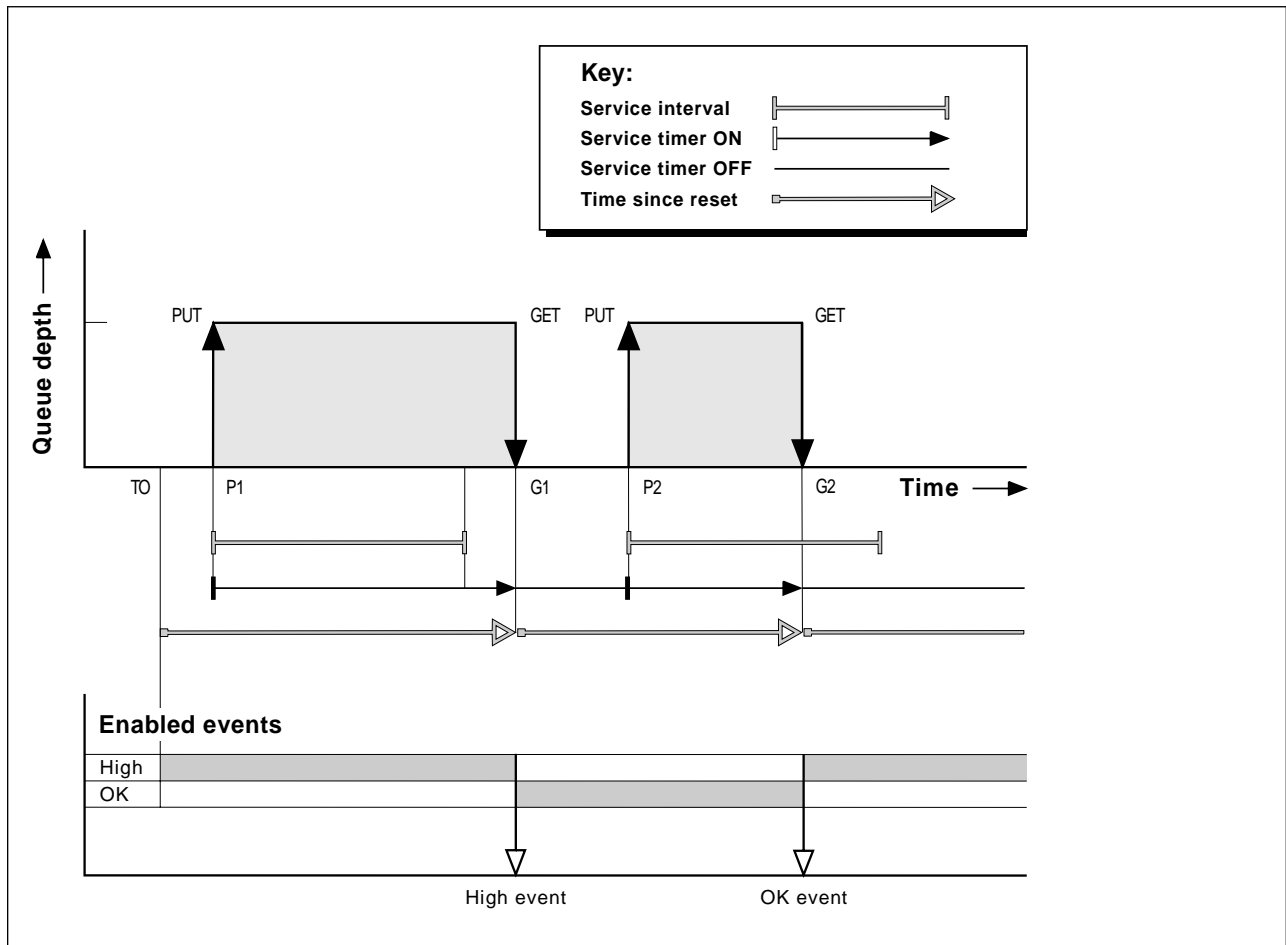 Key:
Service interval
Service timer ON
Service timer OFF
Time since reset
Queue depth
PUT
GET
PUT
GET
TO
P1
G1
P2
G2
Time
Enabled events
High
OK
High event
OK event